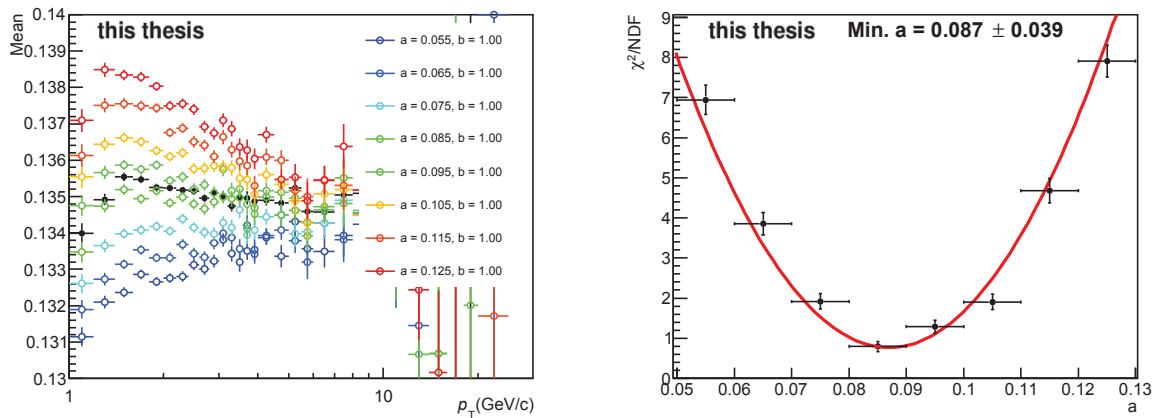 this thesis
Mean
0.14
0.139
0.138
0.137
0.136
0.135
0.134
0.133
0.132
0.131
0.13
a = 0.055, b = 1.00
a = 0.065, b = 1.00
a = 0.075, b = 1.00
a = 0.085, b = 1.00
a = 0.095, b = 1.00
a = 0.105, b = 1.00
a = 0.115, b = 1.00
a = 0.125, b = 1.00
1
10
p_T(GeV/c)
this thesis Min. a = 0.087 ± 0.039
χ²/NDF
9
8
7
6
5
4
3
2
1
0
0.05 0.06 0.07 0.08 0.09 0.1 0.11 0.12 0.13
a